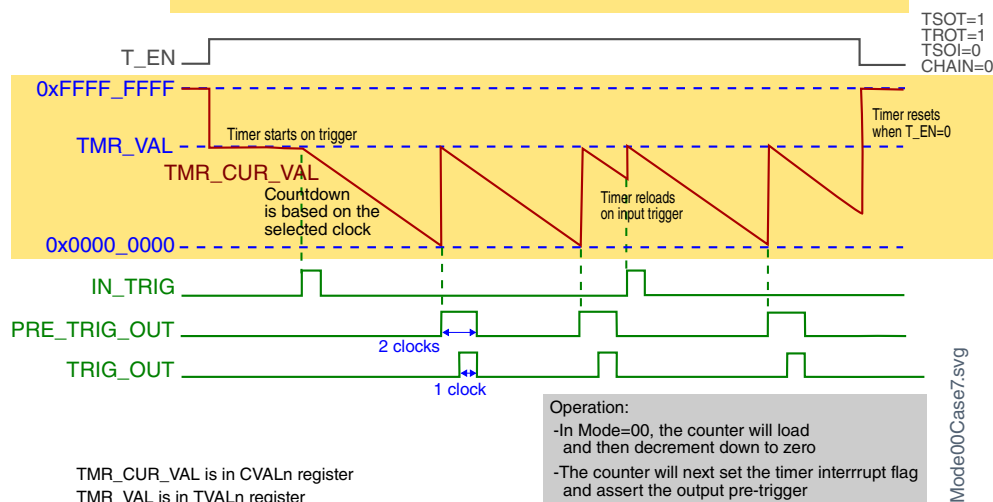 TSOT=1
TROT=1
TSOI=0
CHAIN=0
T_EN
0xFFFF_FFFF
Timer resets
when T_EN=0
Timer starts on trigger
TMR_VAL
TMR_CUR_VAL
Countdown
is based on the
selected clock
Timer reloads
on input trigger
0x0000_0000
IN_TRIG
PRE_TRIG_OUT
2 clocks
TRIG_OUT
1 clock
Mode00Case7.svg
Operation:
-In Mode=00, the counter will load
and then decrement down to zero
-The counter will next set the timer interrrupt flag
and assert the output pre-trigger
TMR_CUR_VAL is in CVALn register
TMR_VAL is in TVALn register